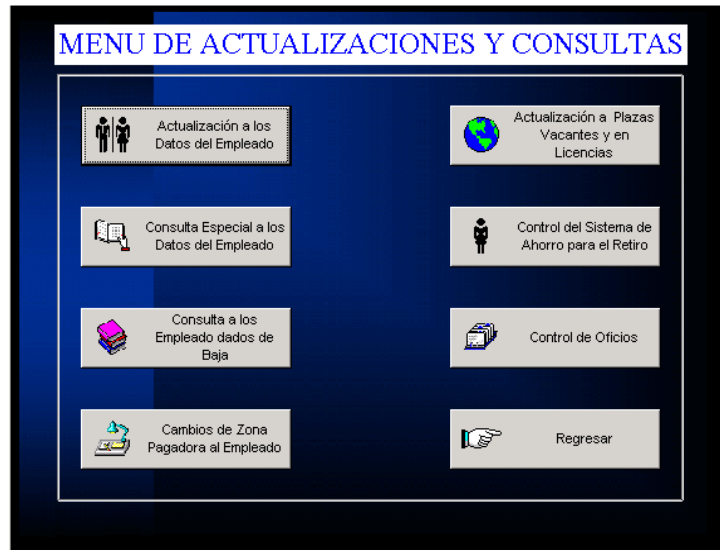 MENU DE ACTUALIZACIONES Y CONSULTAS
Actualización a los
Datos del Empleado
Consulta Especial a los
Datos del Empleado
Consulta a los
Empleado dados de
Baja
Cambios de Zona
Pagadora al Empleado
Actualización a Plazas
Vacantes y en
Licencias
Control del Sistema de
Ahorro para el Retiro
Control de Oficios
Regresar